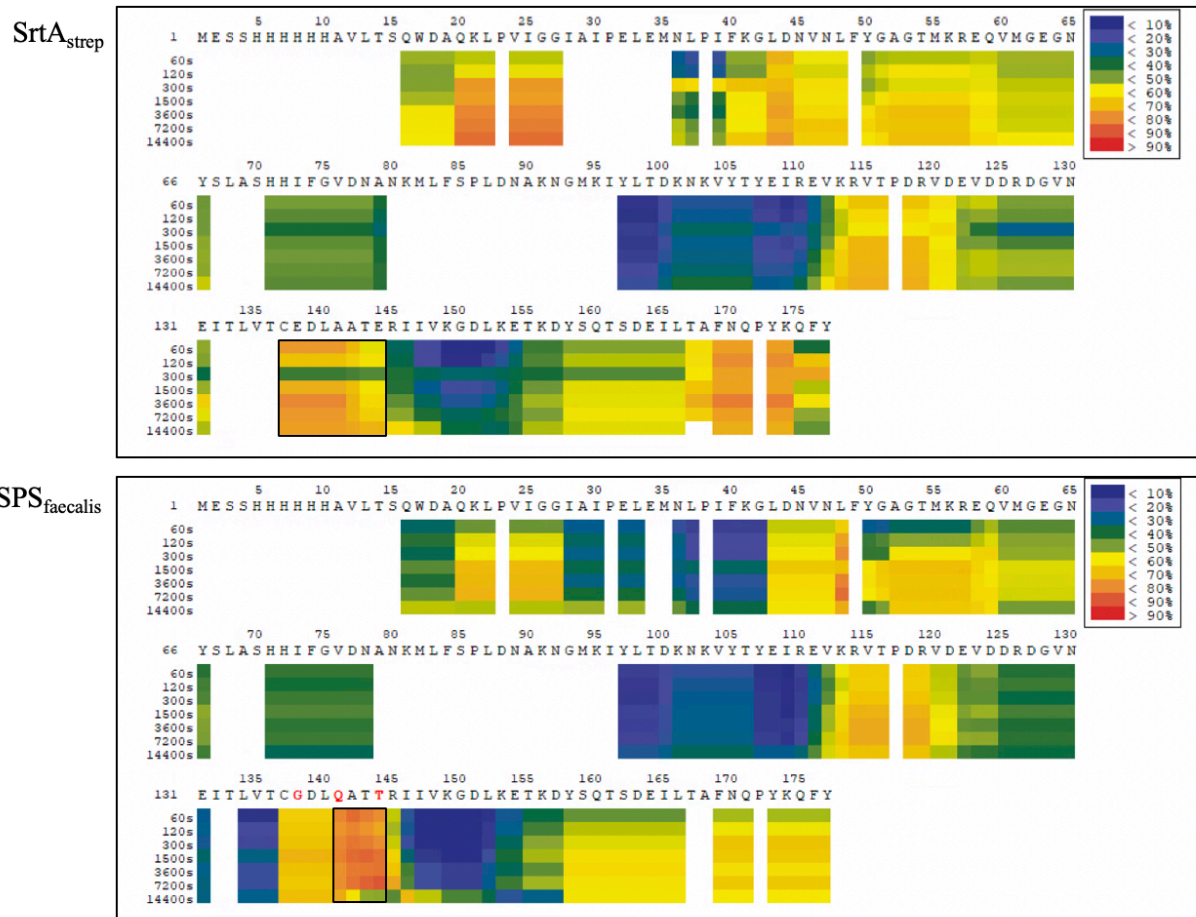 SrtAstrep
5 10 15 20 25 30 35 40 45 50 55 60 65
1 MESSHHHHHHAVLTSQWDAQKLPVIGGIAIPELEMNLPIFKGLDNVNLFYGAGTMKREQVMGEGN
60s
120s
300s
1500s
3600s
7200s
14400s
< 10%
< 20%
< 30%
< 40%
< 50%
< 60%
< 70%
< 80%
< 90%
> 90%
70 75 80 85 90 95 100 105 110 115 120 125 130
66 YSLASHHIFGVDNANKMLFSPLDNAKNGMKIYLTDKNKVYTYEIREVKRVTPDRVDEVDDRDGVN
60s
120s
300s
1500s
3600s
7200s
14400s
135 140 145 150 155 160 165 170 175
131 EITLVTCEDLAATERIIVKGDLKETKDYSQTSDEILTAFNQPYKQFY
60s
120s
300s
1500s
3600s
7200s
14400s
SPSfaecalis
5 10 15 20 25 30 35 40 45 50 55 60 65
1 MESSHHHHHHAVLTSQWDAQKLPVIGGIAIPELEMNLPIFKGLDNVNLFYGAGTMKREQVMGEGN
60s
120s
300s
1500s
3600s
7200s
14400s
< 10%
< 20%
< 30%
< 40%
< 50%
< 60%
< 70%
< 80%
< 90%
> 90%
70 75 80 85 90 95 100 105 110 115 120 125 130
66 YSLASHHIFGVDNANKMLFSPLDNAKNGMKIYLTDKNKVYTYEIREVKRVTPDRVDEVDDRDGVN
60s
120s
300s
1500s
3600s
7200s
14400s
135 140 145 150 155 160 165 170 175
131 EITLVTCGDLQATTRIIVKGDLKETKDYSQTSDEILTAFNQPYKQFY
60s
120s
300s
1500s
3600s
7200s
14400s